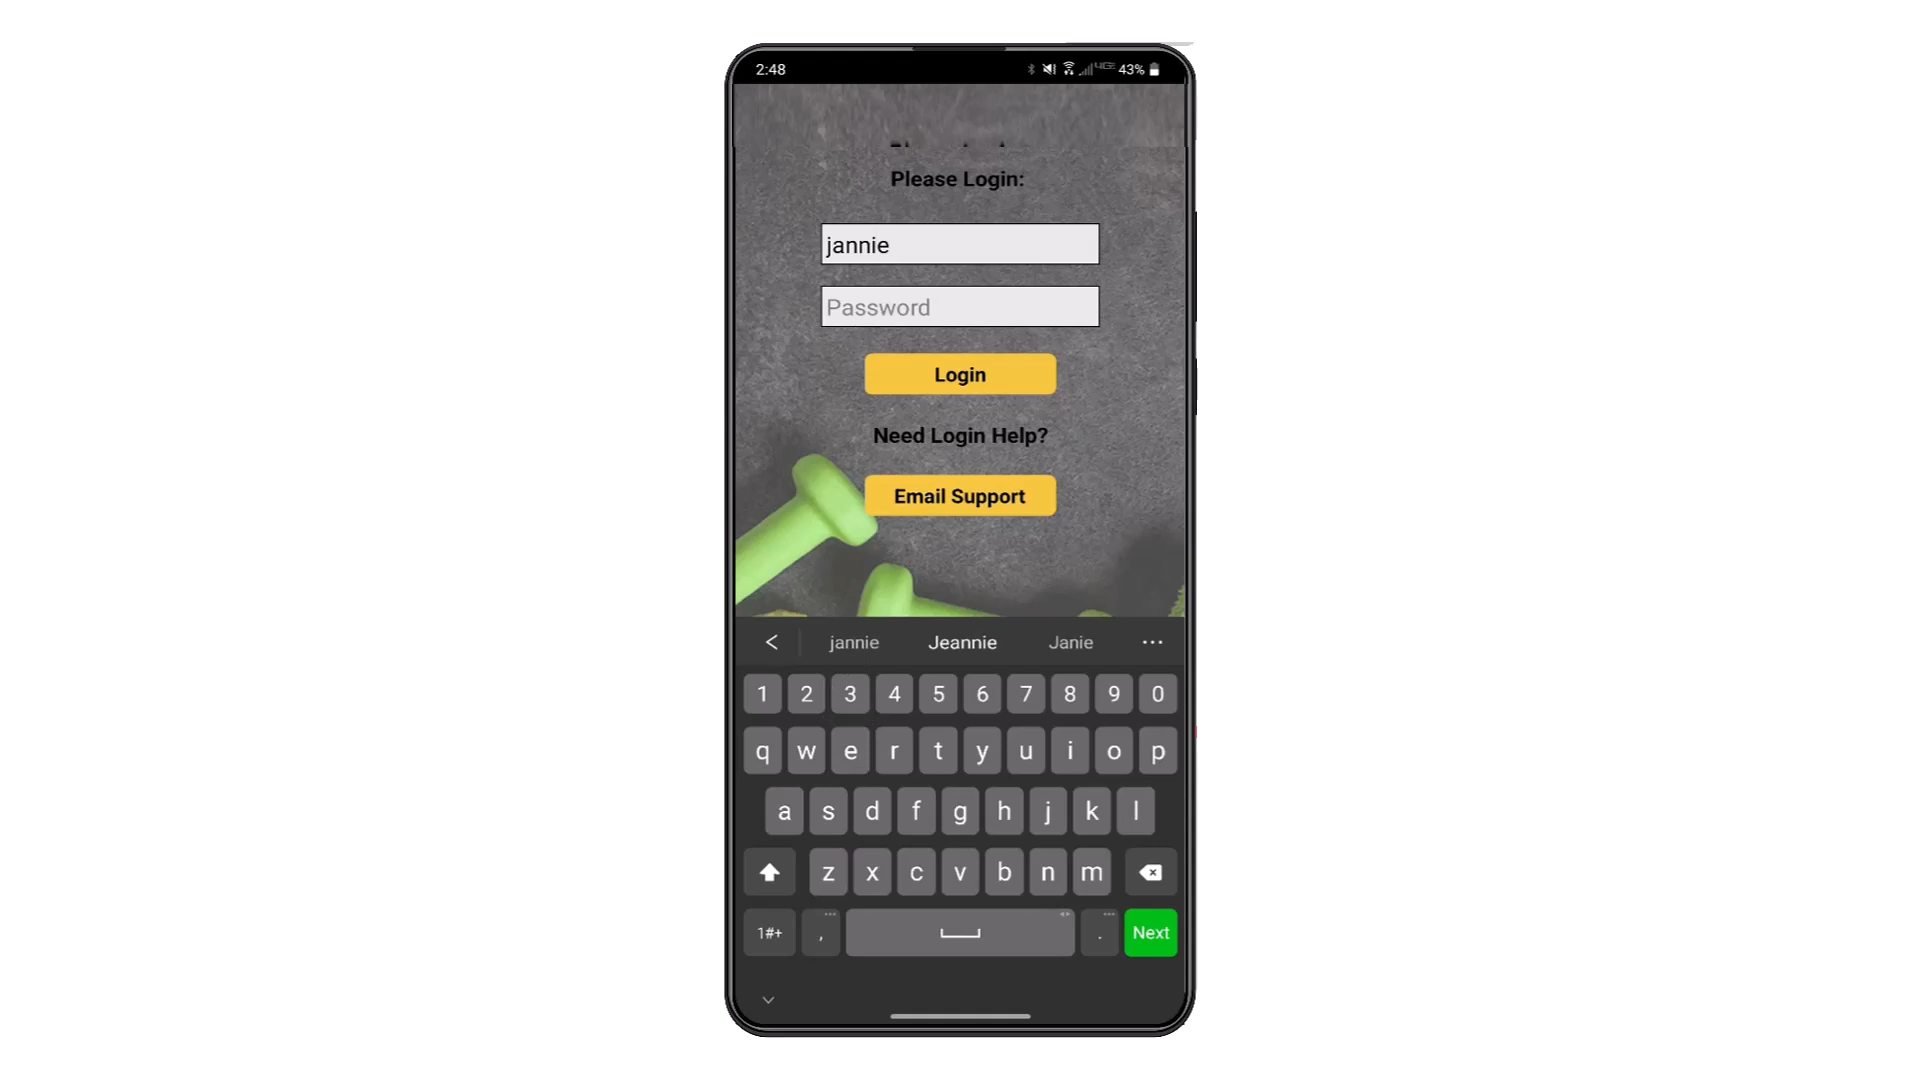 2:48
43%
Please Login:
jannie
Password
Login
Need Login Help?
Email Support
jannie Jeannie Janie
1 2 3 4 5 6 7 8 9 0
q w e r t y u i o p
a s d f g h j k l
z x c v b n m
1#+ , . Next